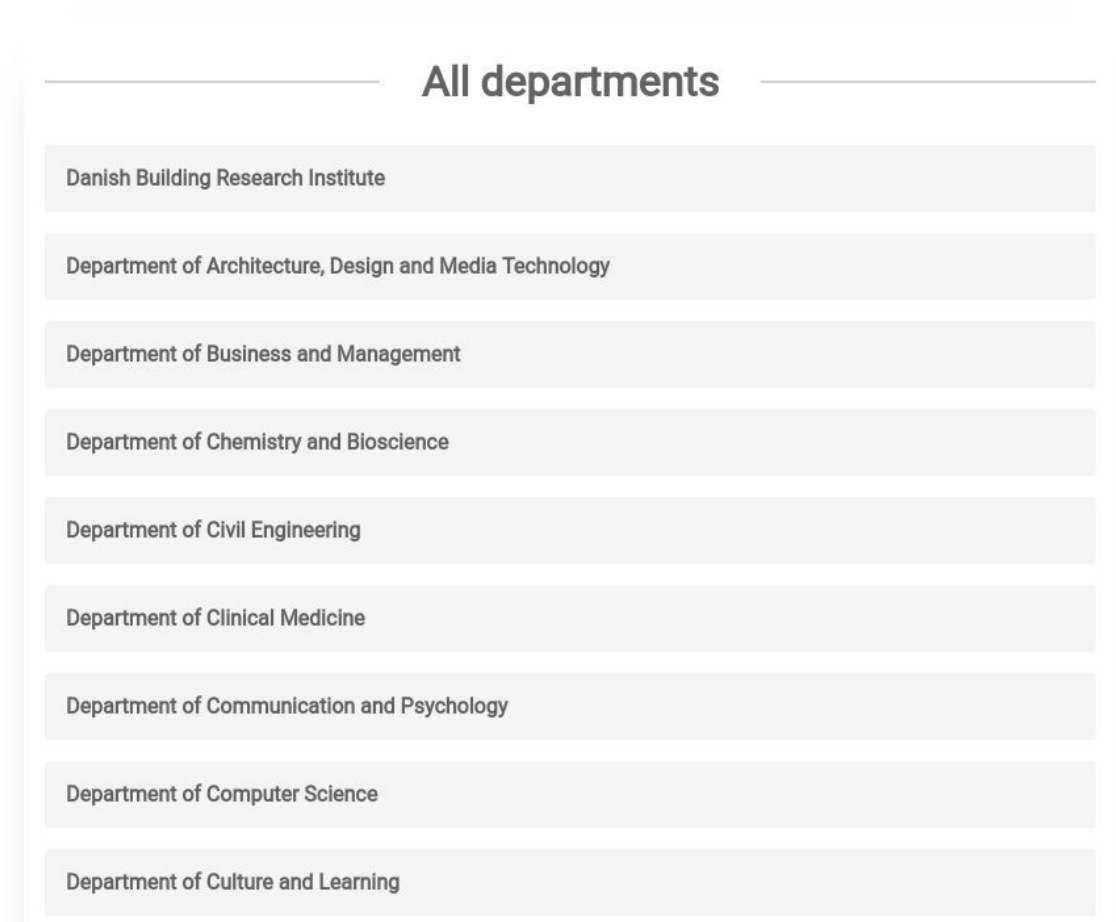 All departments
Danish Building Research Institute
Department of Architecture, Design and Media Technology
Department of Business and Management
Department of Chemistry and Bioscience
Department of Civil Engineering
Department of Clinical Medicine
Department of Communication and Psychology
Department of Computer Science
Department of Culture and Learning